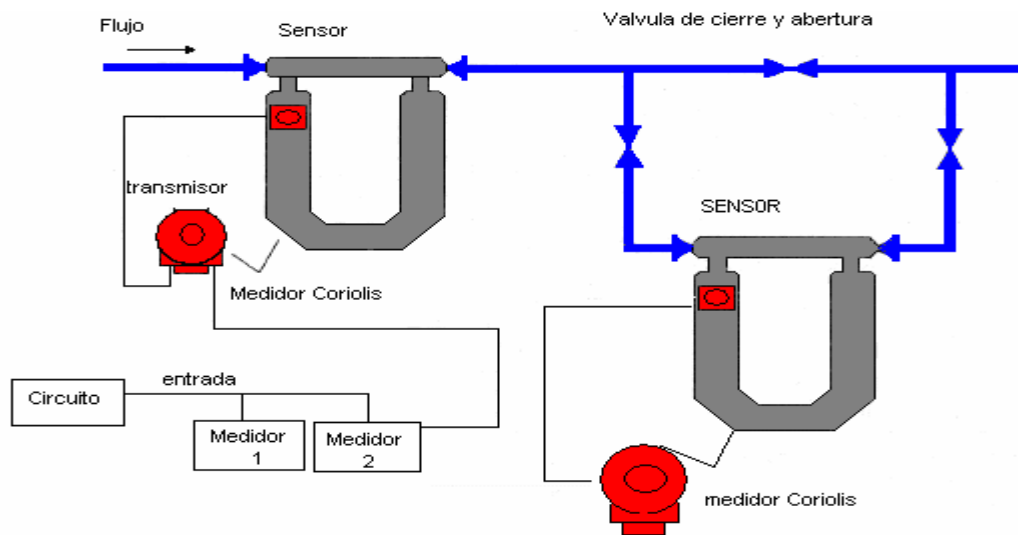 Flujo
Sensor
Valvula de cierre y abertura
transmisor
SENS0R
Medidor Coriolis
entrada
Circuito
Medidor
1
Medidor
2
medidor Coriolis